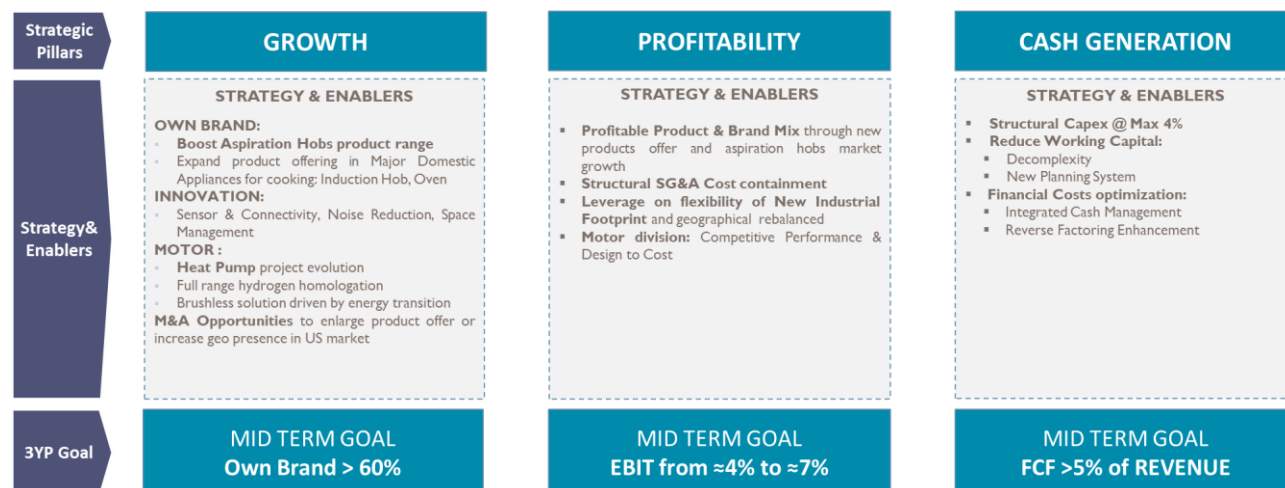 Strategic
Pillars
GROWTH
PROFITABILITY
CASH GENERATION
Strategy&
Enablers
STRATEGY & ENABLERS
OWN BRAND:
Boost Aspiration Hobs product range
Expand product offering in Major Domestic
Appliances for cooking: Induction Hob, Oven
INNOVATION:
Sensor & Connectivity, Noise Reduction, Space
Management
MOTOR :
Heat Pump project evolution
Full range hydrogen homologation
Brushless solution driven by energy transition
M&A Opportunities to enlarge product offer or
increase geo presence in US market
STRATEGY & ENABLERS
▪ Profitable Product & Brand Mix through new
products offer and aspiration hobs market
growth
▪ Structural SG&A Cost containment
▪ Leverage on flexibility of New Industrial
Footprint and geographical rebalanced
▪ Motor division: Competitive Performance &
Design to Cost
STRATEGY & ENABLERS
▪ Structural Capex @ Max 4%
▪ Reduce Working Capital:
▪ Decomplexity
▪ New Planning System
▪ Financial Costs optimization:
▪ Integrated Cash Management
▪ Reverse Factoring Enhancement
3YP Goal
MID TERM GOAL
Own Brand > 60%
MID TERM GOAL
EBIT from ≈4% to ≈7%
MID TERM GOAL
FCF >5% of REVENUE